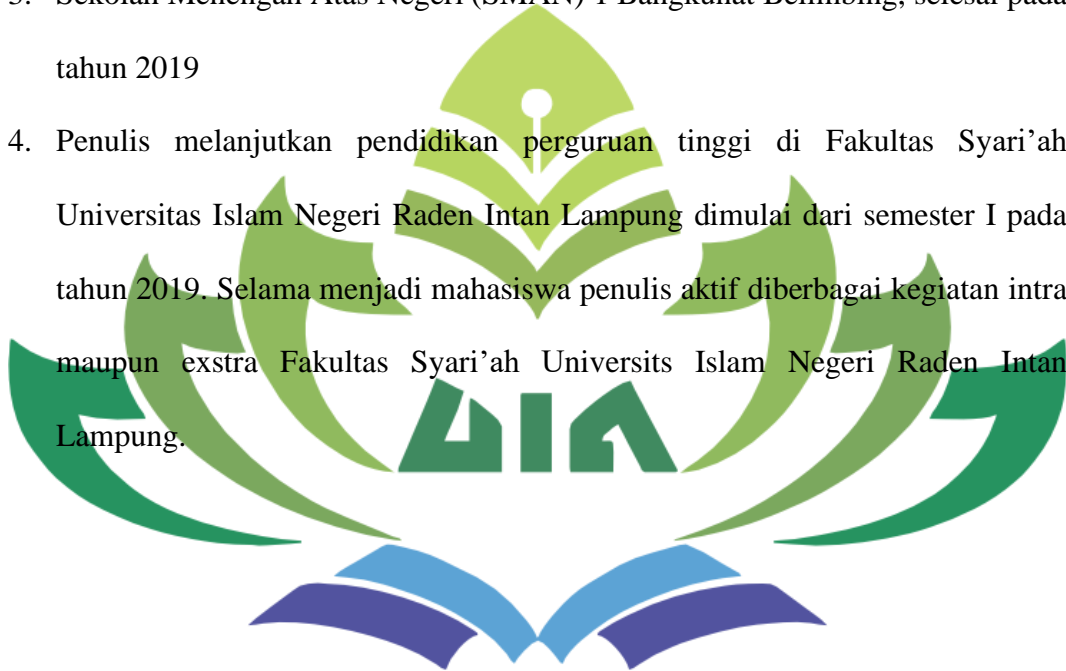 3. Sekolah Menengah Atas Negeri (SMAN) 1 Bangkunat Belimbing, selesai pada
tahun 2019
4. Penulis melanjutkan pendidikan perguruan tinggi di Fakultas Syari’ah
Universitas Islam Negeri Raden Intan Lampung dimulai dari semester I pada
tahun 2019. Selama menjadi mahasiswa penulis aktif diberbagai kegiatan intra
maupun exstra Fakultas Syari’ah Universits Islam Negeri Raden Intan
Lampung.
UIN